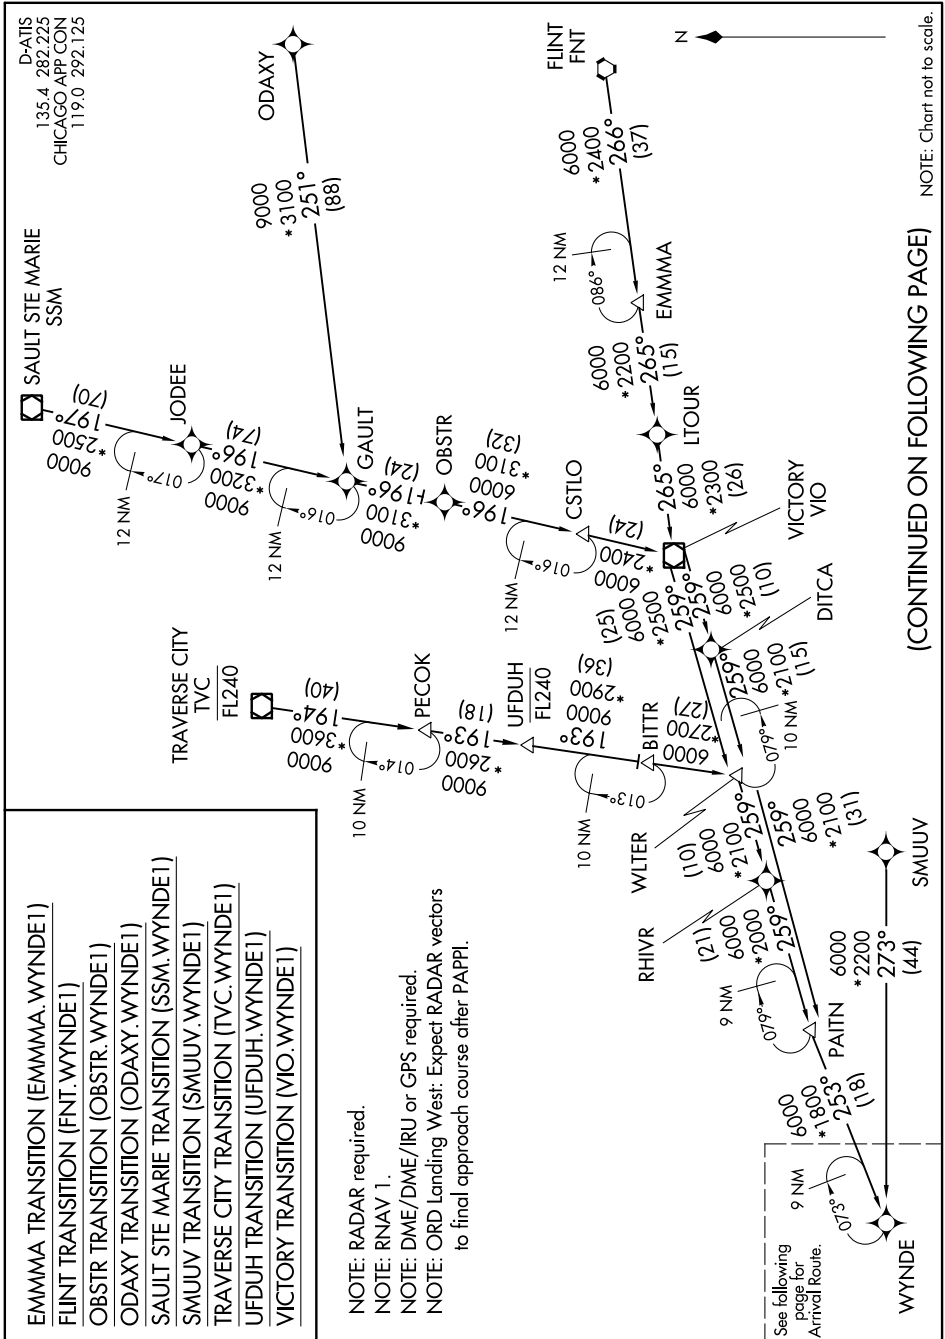 D-ATIS
135.4 282.225
CHICAGO APP CON
119.0 292.125
SAULT STE MARIE
SSM
9000
*2500
197°
(70)
12 NM
017°
JODEE
9000
*3200
196°
(74)
12 NM
016°
ODAXY
9000
*3100
251°
(88)
GAULT
9000
*3100
196°
(24)
OBSTR
196°
6000
*3100
(32)
12 NM
016°
CSTLO
6000
*2400
(24)
FLINT
FNT
6000
*2400
266°
(37)
12 NM
086°
EMMMA
6000
*2200
265°
(15)
LTOUR
265°
6000
*2300
(26)
VICTORY
VIO
N
NOTE: Chart not to scale.
TRAVERSE CITY
TVC
FL240
9000
*3600
194°
(40)
10 NM
014°
PECOK
9000
*2600
193°
(18)
UFDUH
FL240
193°
9000
*2900
(36)
10 NM
013°
BITTR
6000
*2700
(27)
(25)
6000
*2500
259°
259°
6000
*2500
(10)
DITCA
259°
6000
*2100
(15)
10 NM
079°
WLTER
(10)
6000
*2100
259°
259°
6000
*2100
(31)
RHIVR
(21)
6000
*2000
259°
9 NM
079°
PAITN
SMUUV
6000
*2200
273°
(44)
6000
*1800
253°
(18)
9 NM
073°
WYNDE
See following
page for
Arrival Route.
(CONTINUED ON FOLLOWING PAGE)
EMMMA TRANSITION (EMMMA.WYNDE1)
FLINT TRANSITION (FNT.WYNDE1)
OBSTR TRANSITION (OBSTR.WYNDE1)
ODAXY TRANSITION (ODAXY.WYNDE1)
SAULT STE MARIE TRANSITION (SSM.WYNDE1)
SMUUV TRANSITION (SMUUV.WYNDE1)
TRAVERSE CITY TRANSITION (TVC.WYNDE1)
UFDUH TRANSITION (UFDUH.WYNDE1)
VICTORY TRANSITION (VIO.WYNDE1)
NOTE: RADAR required.
NOTE: RNAV 1.
NOTE: DME/DME/IRU or GPS required.
NOTE: ORD Landing West: Expect RADAR vectors
to final approach course after PAPPI.